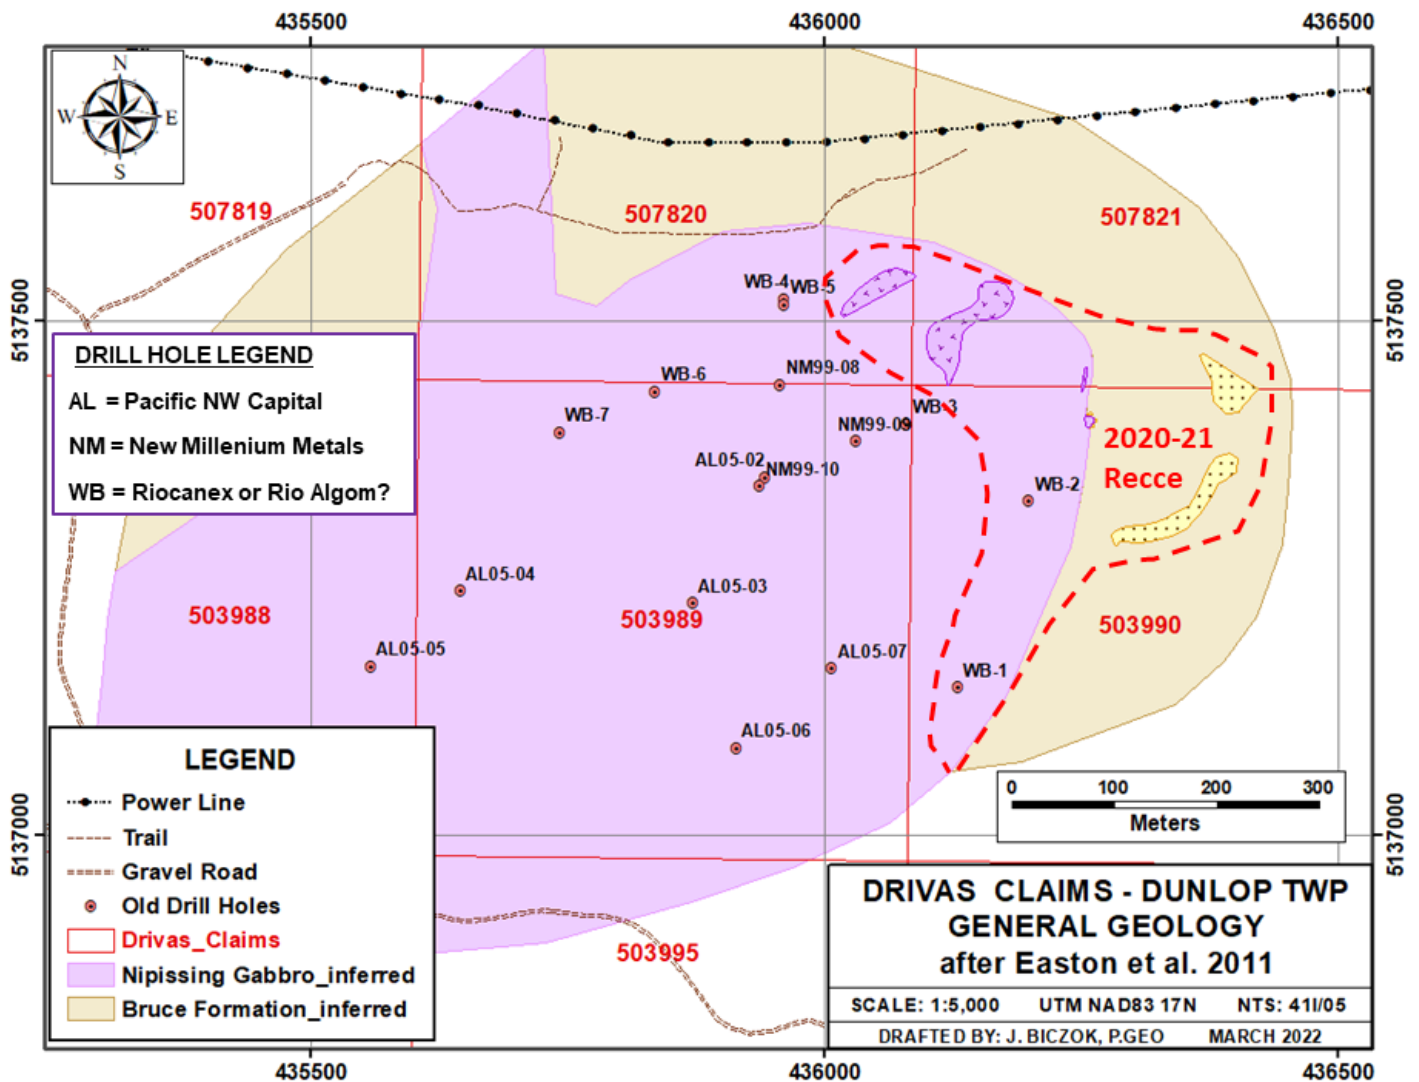 435500
436000
436500
N
W
E
S
507819
507820
507821
WB-4
WB-5
5137500
5137500
DRILL HOLE LEGEND
AL = Pacific NW Capital
NM = New Millenium Metals
WB = Riocanex or Rio Algom?
WB-6
NM99-08
WB-7
WB-3
NM99-09
2020-21
Recce
AL05-02
NM99-10
WB-2
AL05-04
AL05-03
503988
503989
503990
AL05-05
AL05-07
WB-1
AL05-06
LEGEND
Power Line
Trail
Gravel Road
Old Drill Holes
Drivas_Claims
Nipissing Gabbro_inferred
Bruce Formation_inferred
0 100 200 300
Meters
5137000
5137000
503995
DRIVAS CLAIMS - DUNLOP TWP
GENERAL GEOLOGY
after Easton et al. 2011
SCALE: 1:5,000 UTM NAD83 17N NTS: 41I/05
DRAFTED BY: J. BICZOK, P.GEO MARCH 2022
435500
436000
436500